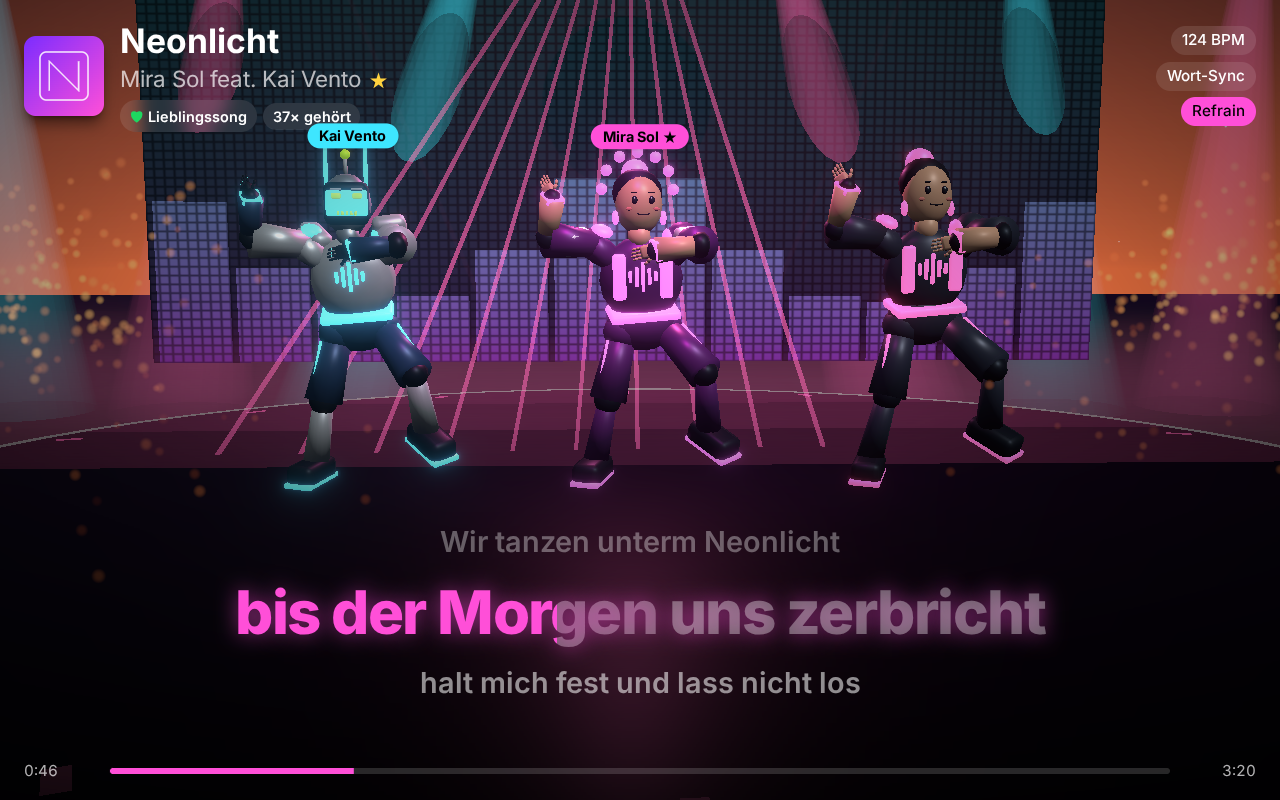 Neonlicht
Mira Sol feat. Kai Vento ⭐
Lieblingssong
37× gehört
124 BPM
Wort-Sync
Refrain
N
Kai Vento
Mira Sol ★
Wir tanzen unterm Neonlicht
bis der Morgen uns zerbricht
halt mich fest und lass nicht los
0:46
3:20